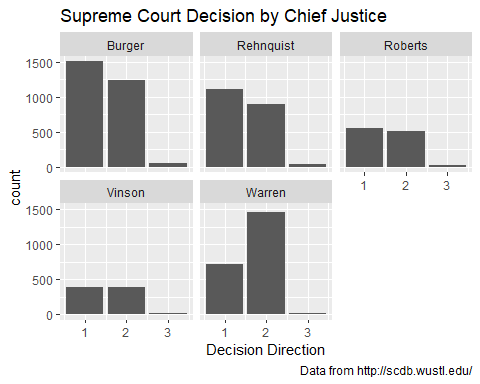 Supreme Court Decision by Chief Justice
Burger
Rehnquist
Roberts
1500
1000
500
0
1 2 3
Vinson
Warren
1500
1000
500
0
1 2 3
1 2 3
count
Decision Direction
Data from http://scdb.wustl.edu/